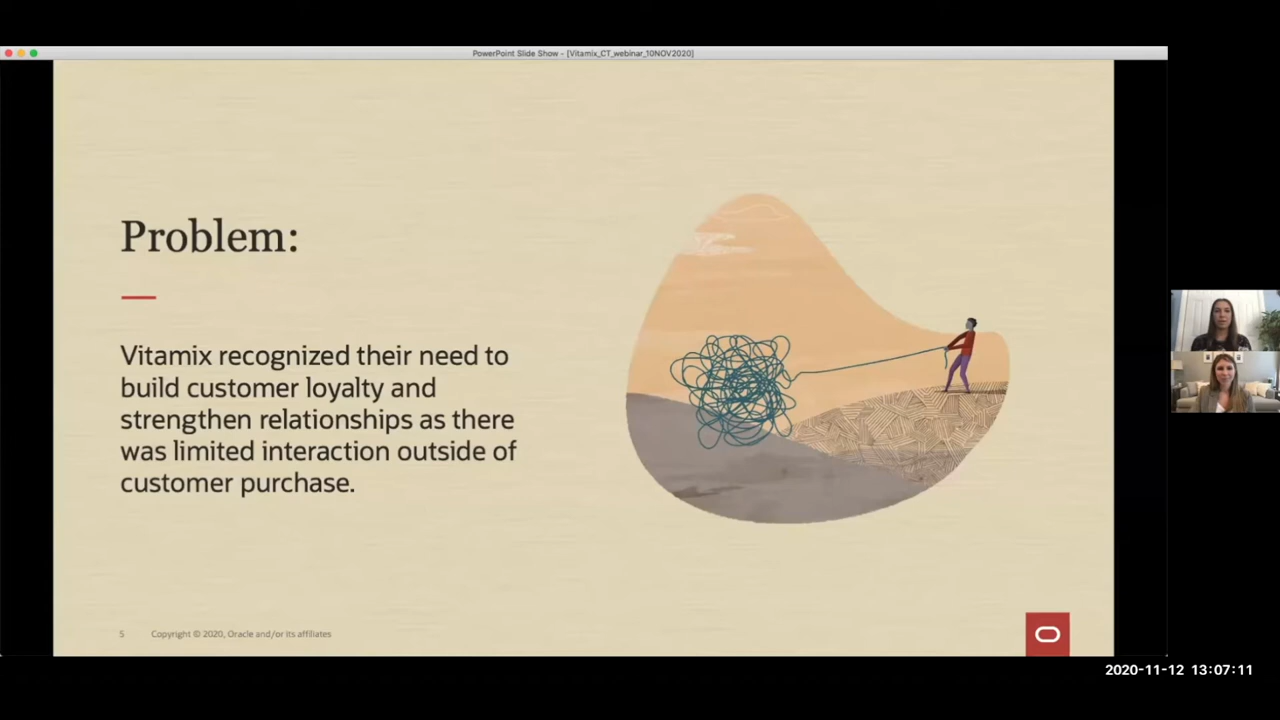 PowerPoint Slide Show - [Vitamix_CT_webinar_10NOV2020]
Problem:
Vitamix recognized their need to
build customer loyalty and
strengthen relationships as there
was limited interaction outside of
customer purchase.
5 Copyright © 2020, Oracle and/or its affiliates
2020-11-12 13:07:11